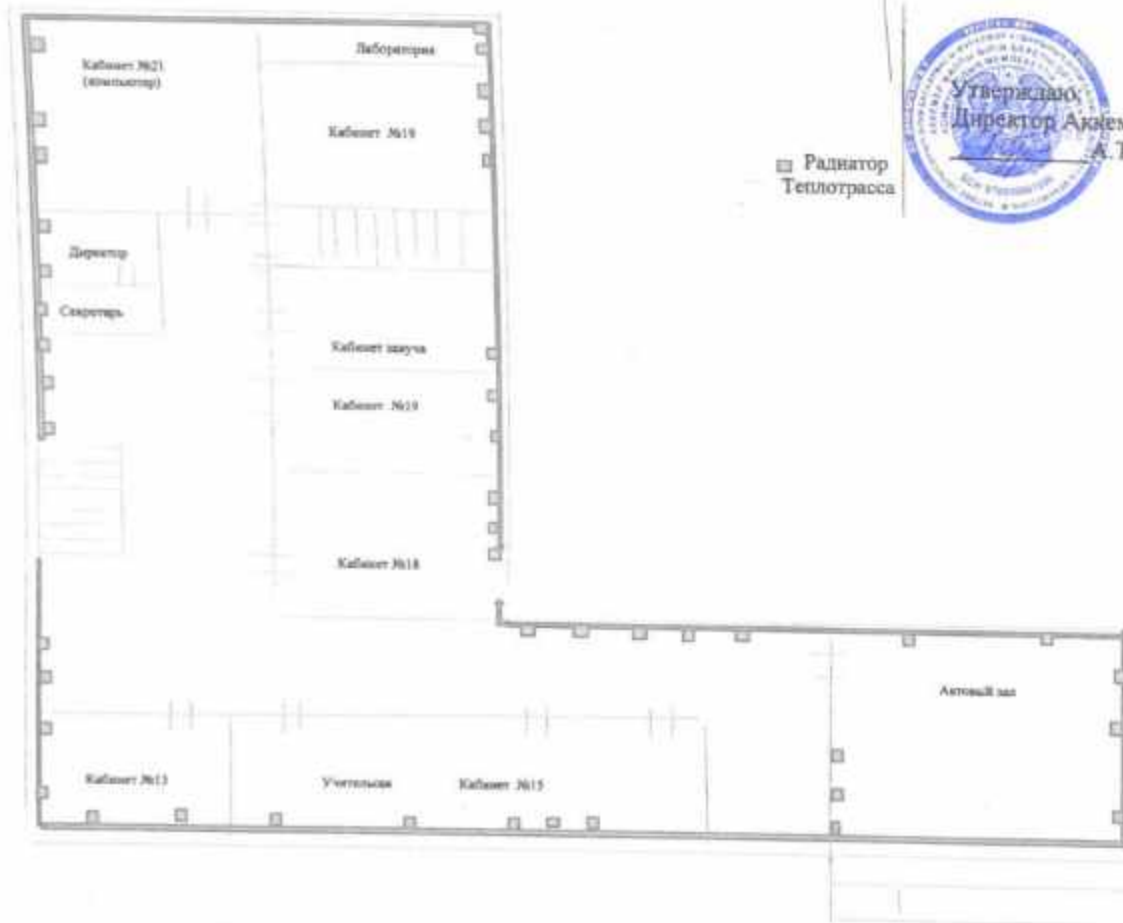 Лаборатория
Кабинет №21
(компьютер)
Кабинет №19
Утверждаю;
Директор
А.Т
Радиатор
Теплотрасса
Директор
Секретарь
Кабинет завуча
Кабинет .№19
Кабинет №18
Актовый зал
Кабинет №13
Учительская
Кабинет .№15